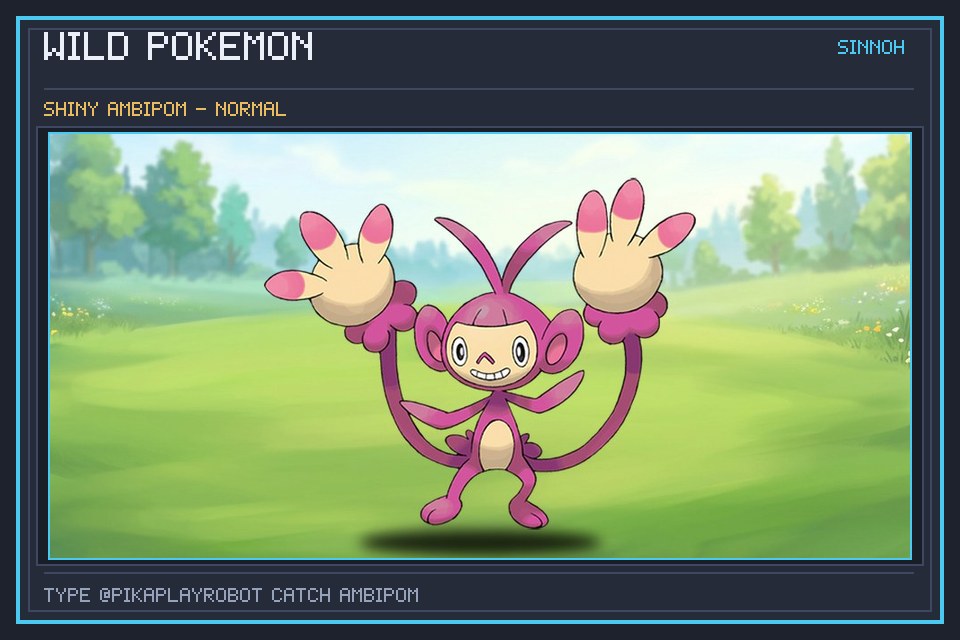 WILD POKEMON
SINNOH
SHINY AMBIPOM - NORMAL
TYPE @PIKAPLAYROBOT CATCH AMBIPOM